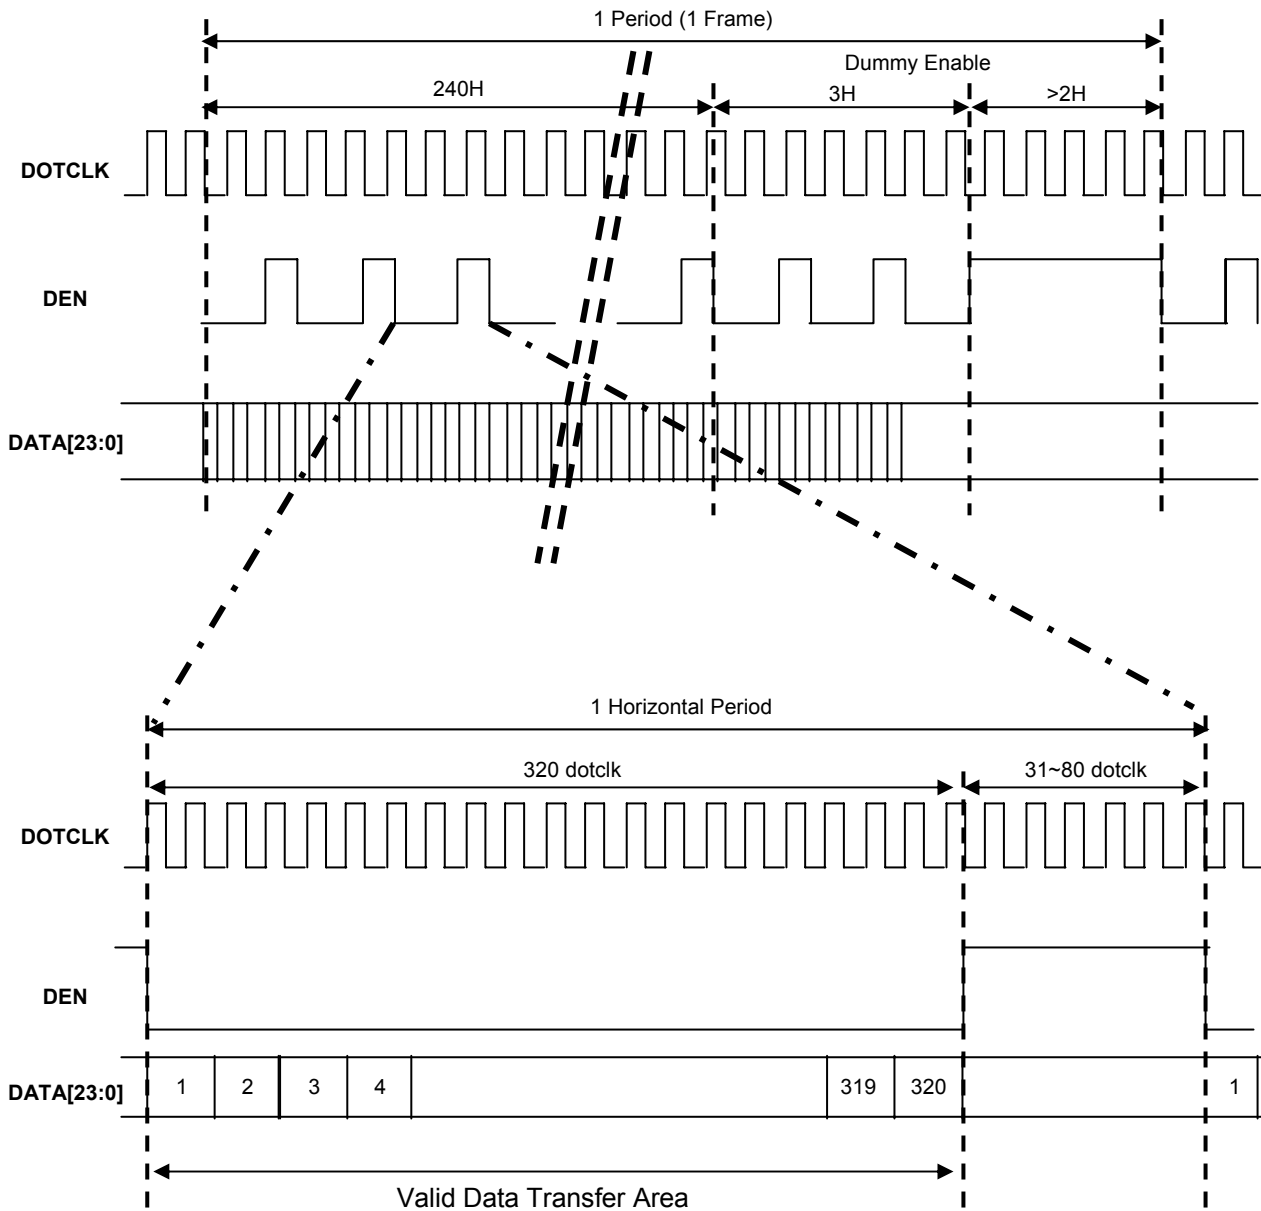 1 Period (1 Frame)
Dummy Enable
240H
3H
>2H
DOTCLK
DEN
DATA[23:0]
1 Horizontal Period
320 dotclk
31~80 dotclk
DOTCLK
DEN
DATA[23:0]
1
2
3
4
319
320
1
Valid Data Transfer Area